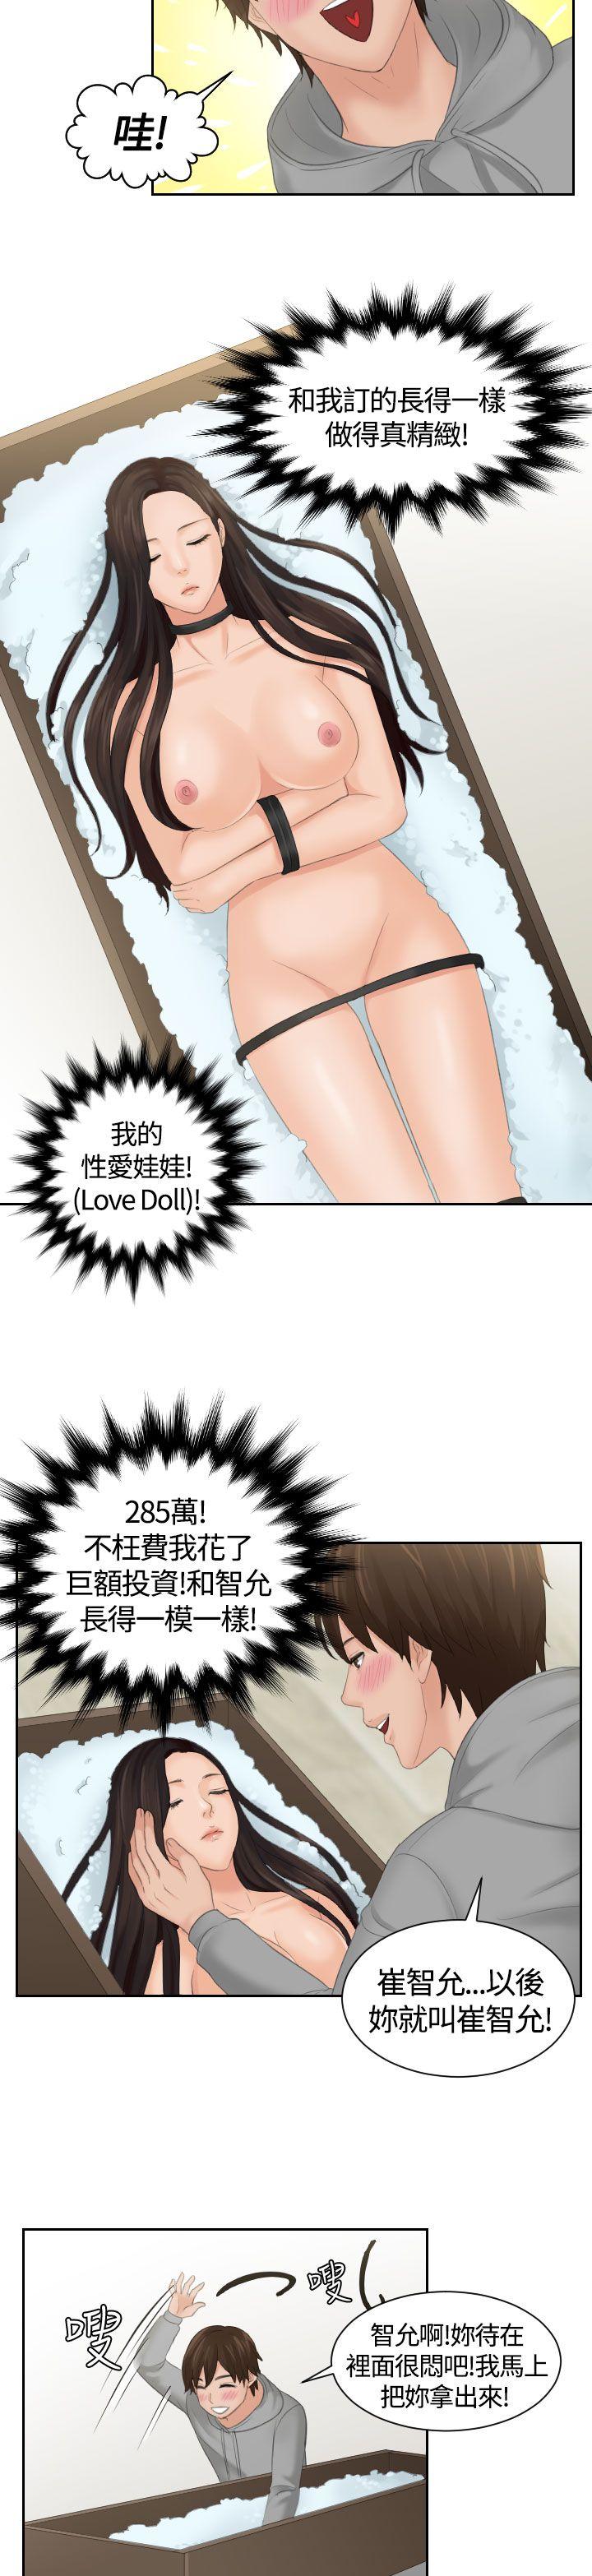 哇!
和我訂的長得一樣
做得真精緻!
我的
性愛娃娃!
(Love Doll)!
285萬!
不枉費我花了
巨額投資!和智允
長得一模一樣!
崔智允...以後
妳就叫崔智允!
嗖
嗖
智允啊!妳待在
裡面很悶吧!我馬上
把妳拿出來!